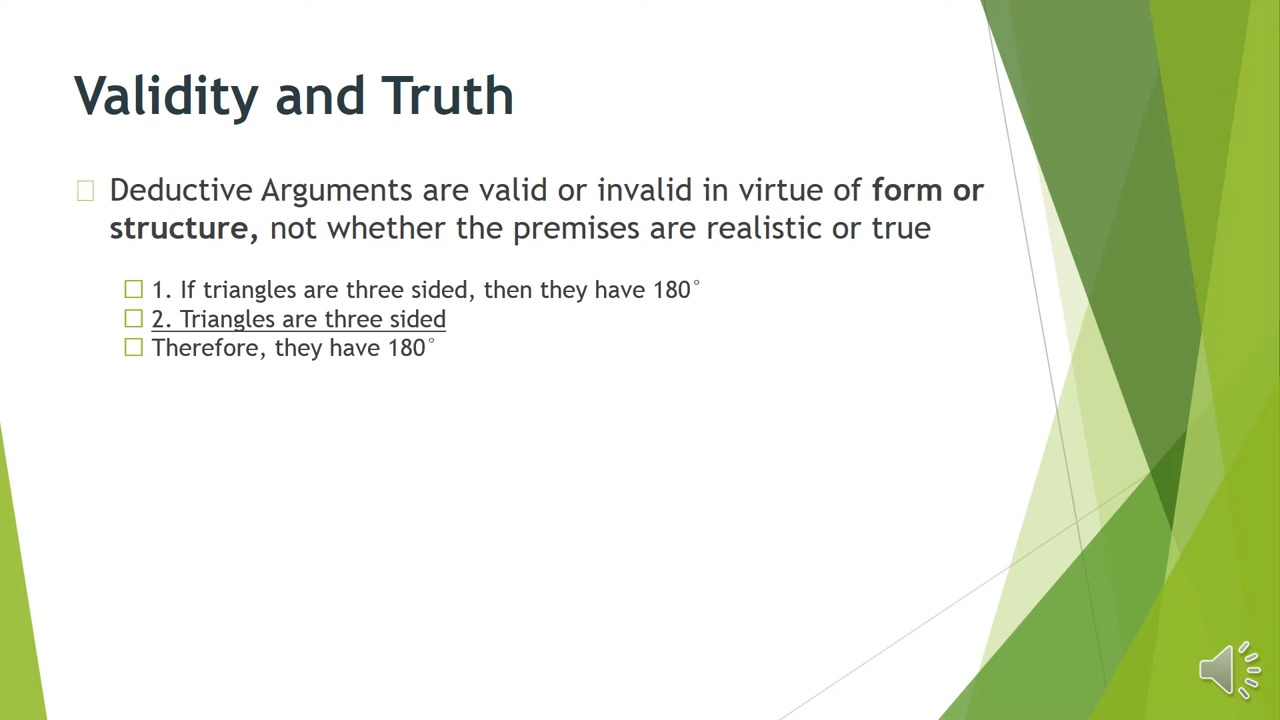 Validity and Truth
Deductive Arguments are valid or invalid in virtue of form or
structure, not whether the premises are realistic or true
1. If triangles are three sided, then they have 180°
2. Triangles are three sided
Therefore, they have 180°